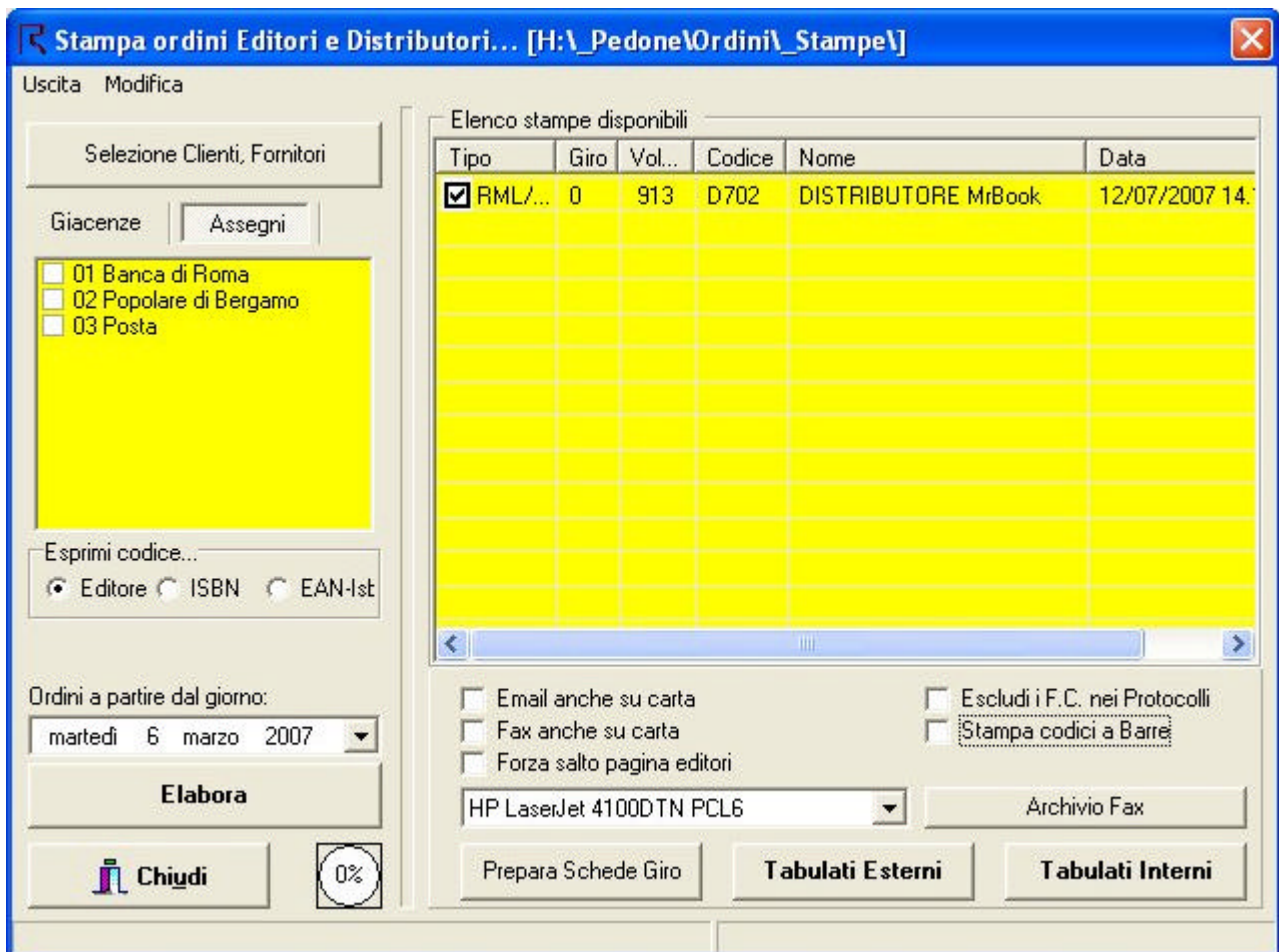 Stampa ordini Editori e Distributori... [H:\_Pedone\Ordini\_Stampe\]
Uscita Modifica
Selezione Clienti, Fornitori
Giacenze Assegni
01 Banca di Roma
02 Popolare di Bergamo
03 Posta
Esprimi codice...
Editore ISBN EAN-Ist
Ordini a partire dal giorno:
martedì 6 marzo 2007
Elabora
Chiudi
0%
Elenco stampe disponibili
Tipo Giro Vol... Codice Nome Data
RML/... 0 913 D702 DISTRIBUTORE MrBook 12/07/2007 14.
Email anche su carta
Fax anche su carta
Forza salto pagina editori
Escludi i F.C. nei Protocolli
Stampa codici a Barre
HP LaserJet 4100DTN PCL6
Archivio Fax
Prepara Schede Giro
Tabulati Esterni
Tabulati Interni